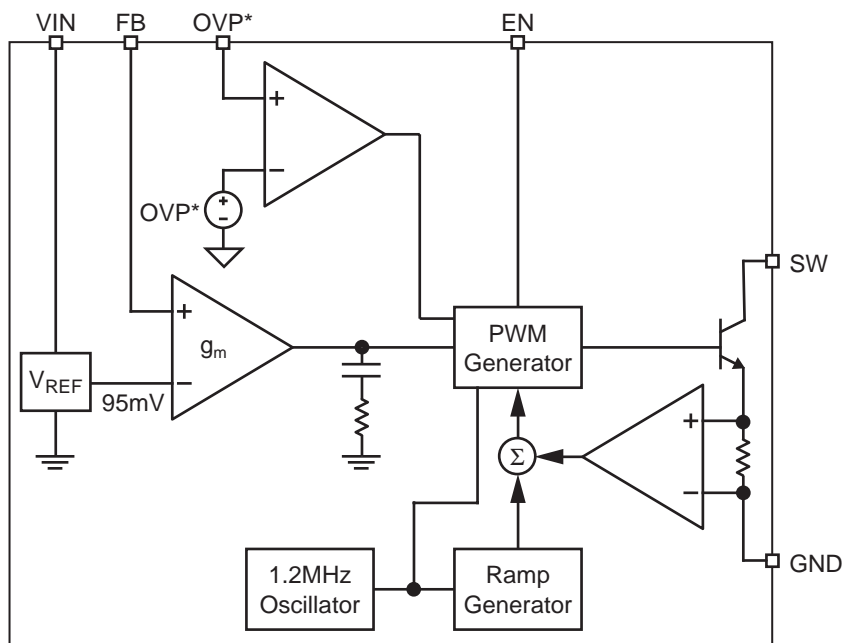 VIN
FB
OVP*
EN
+
−
OVP*
+
−
SW
+
gm
−
VREF
95mV
PWM
Generator
+
−
Σ
1.2MHz
Oscillator
Ramp
Generator
GND